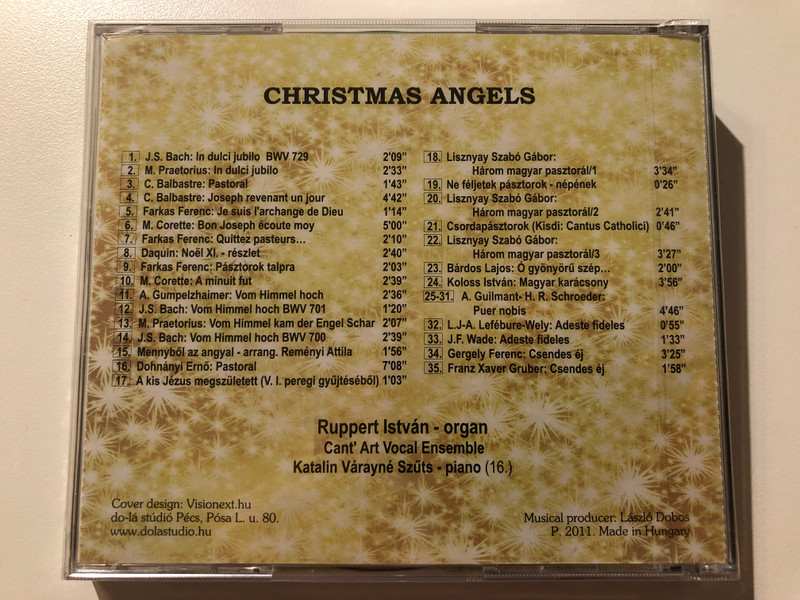 CHRISTMAS ANGELS
1. J.S. Bach: In dulci jubilo BWV 729 2'09"
2. M. Praetorius: In dulci jubilo 2'33"
3. C. Balbastre: Pastoral 1'43"
4. C. Balbastre: Joseph revenant un jour 4'42"
5. Farkas Ferenc: Je suis l'archange de Dieu 1'14"
6. M. Corette: Bon Joseph écoute moy 5'00"
7. Farkas Ferenc: Quittez pasteurs... 2'10"
8. Daquin: Noël XI. - részlet 2'40"
9. Farkas Ferenc: Pásztorok talpra 2'03"
10. M. Corette: A minuit fut 2'39"
11. A. Gumpelzhaimer: Vom Himmel hoch 2'36"
12. J.S. Bach: Vom Himmel hoch BWV 701 1'20"
13. M. Praetorius: Vom Himmel kam der Engel Schar 2'07"
14. J.S. Bach: Vom Himmel hoch BWV 700 2'39"
15. Mennyből az angyal - arrang. Reményi Attila 1'56"
16. Dohnányi Ernő: Pastoral 7'08"
17. A kis Jézus megszületett (V. I. peregi gyűjtéséből) 1'03"
18. Lisznyay Szabó Gábor:
Három magyar pasztorál/1 3'34"
19. Ne féljetek pásztorok - népének 0'26"
20. Lisznyay Szabó Gábor:
Három magyar pasztorál/2 2'41"
21. Csordapásztorok (Kisdi: Cantus Catholici) 0'46"
22. Lisznyay Szabó Gábor:
Három magyar pasztorál/3 3'27"
23. Bárdos Lajos: Ó gyönyörű szép... 2'00"
24. Koloss István: Magyar karácsony 3'56"
25-31. A. Guilmant- H. R. Schroeder:
Puer nobis 4'46"
32. L.J-A. Lefébure-Wely: Adeste fideles 0'55"
33. J.F. Wade: Adeste fideles 1'33"
34. Gergely Ferenc: Csendes éj 3'25"
35. Franz Xaver Gruber: Csendes éj 1'58"
Ruppert István - organ
Cant' Art Vocal Ensemble
Katalin Várayné Szűts - piano (16.)
Cover design: Visionext.hu
do-lá stúdió Pécs, Pósa L. u. 80.
www.dolastudio.hu
Musical producer: László Dobos
P. 2011. Made in Hungary